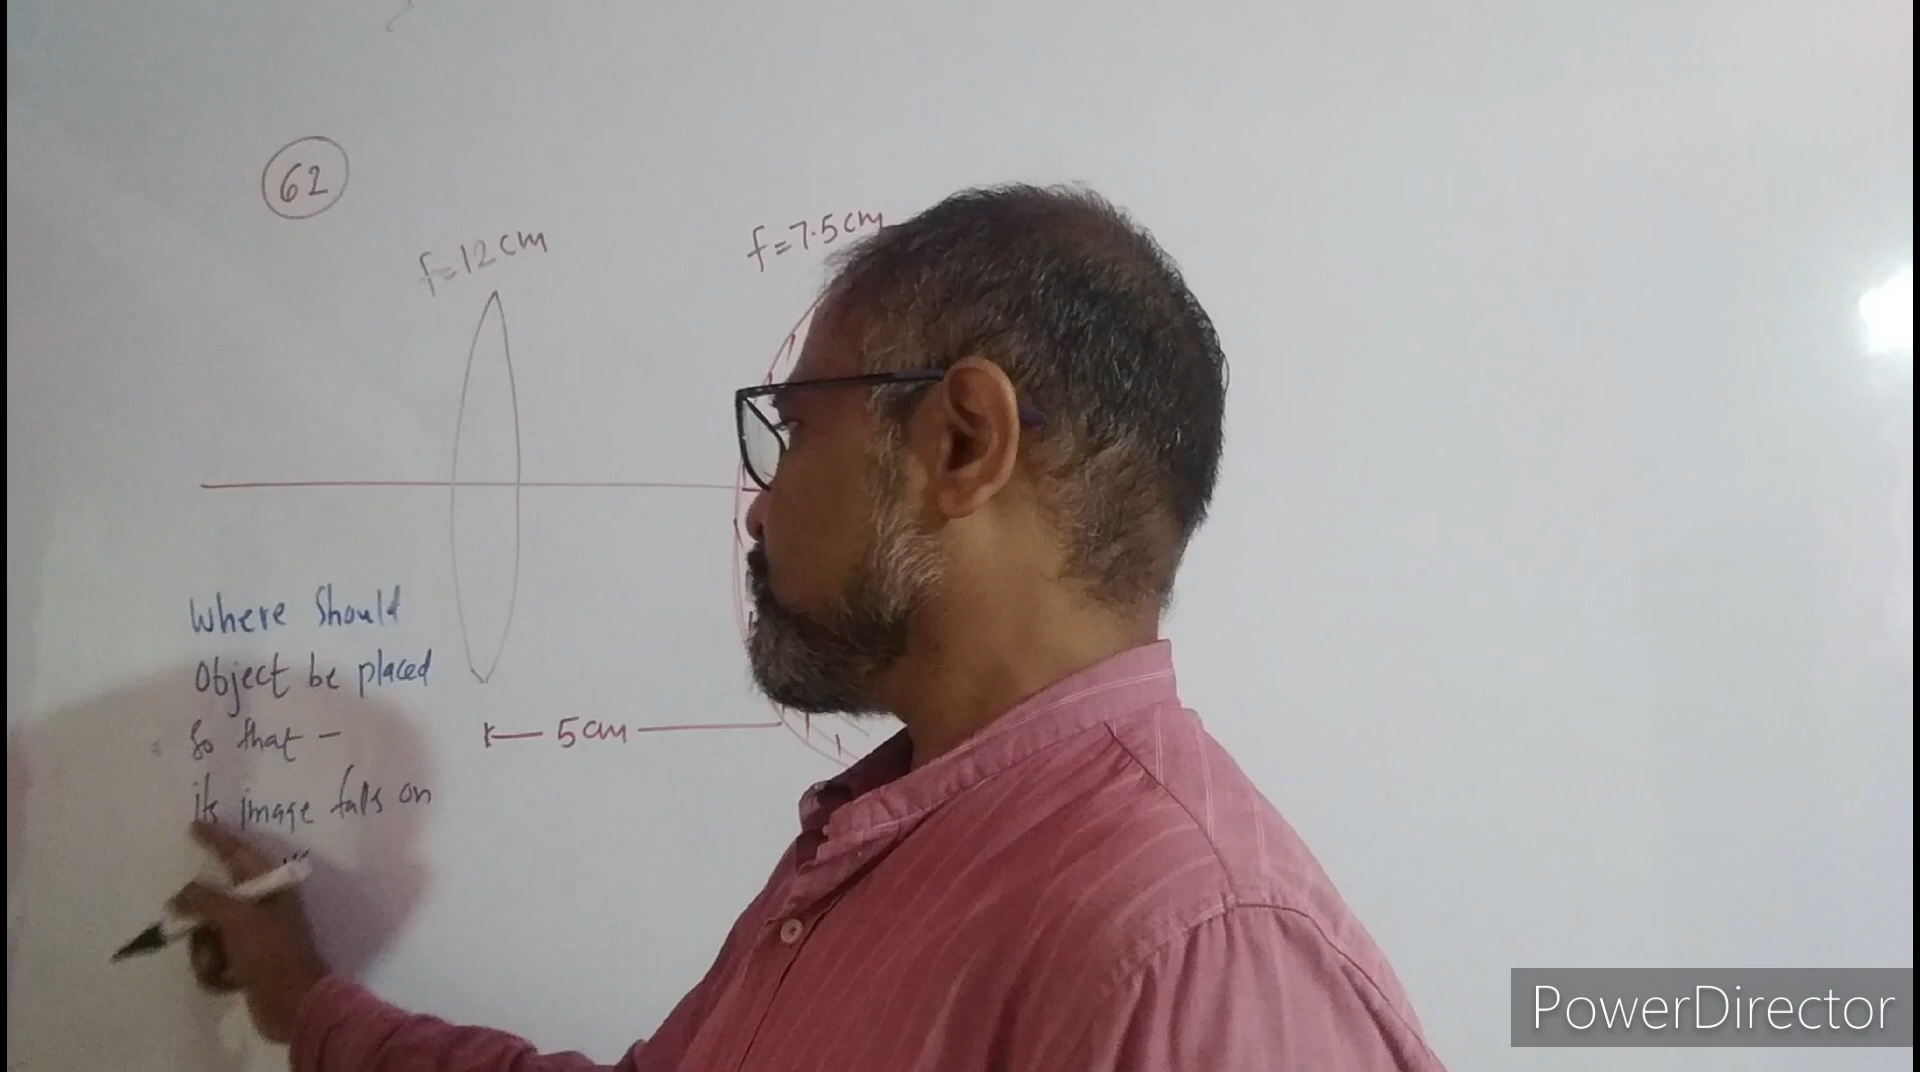 62
f=12cm
f=7.5cm
Where Should
Object be placed
So that -
its image falls on
5cm
PowerDirector